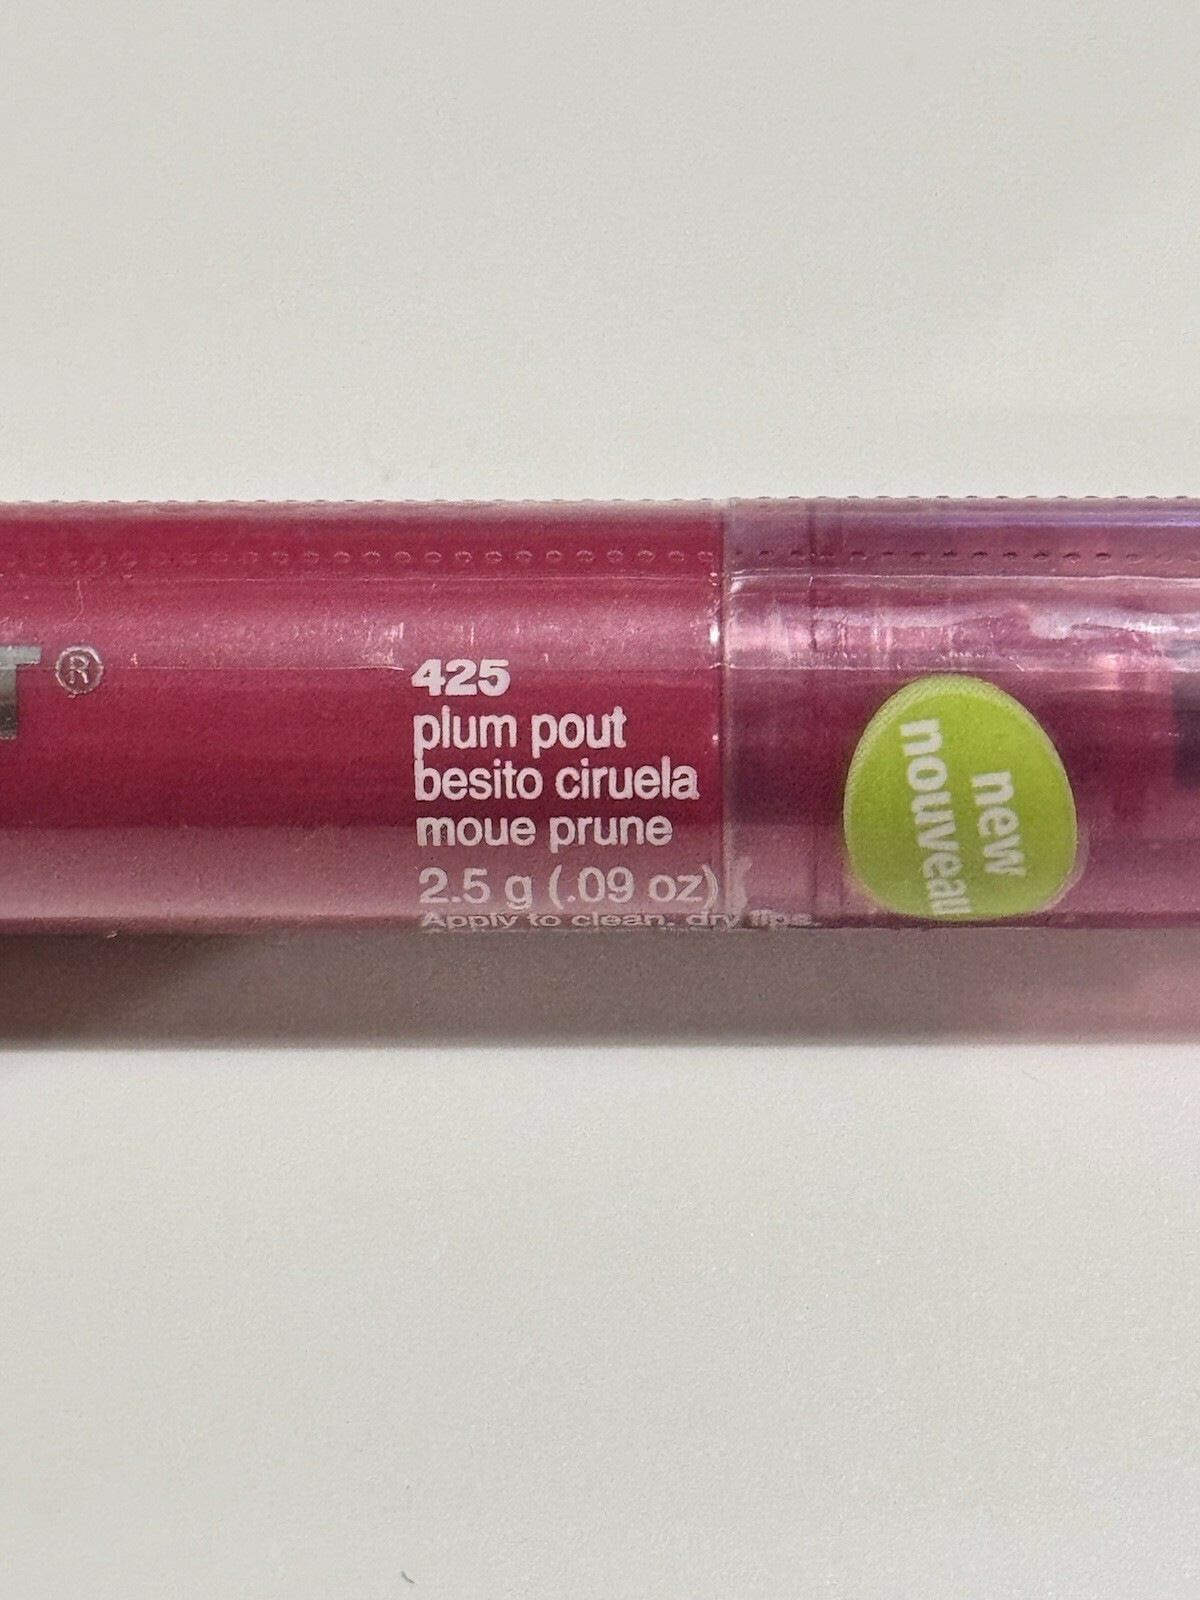 T®
425
plum pout
besito ciruela
moue prune
2.5 g (.09 oz)
Apply to clean, dry lips.
new
nouveau